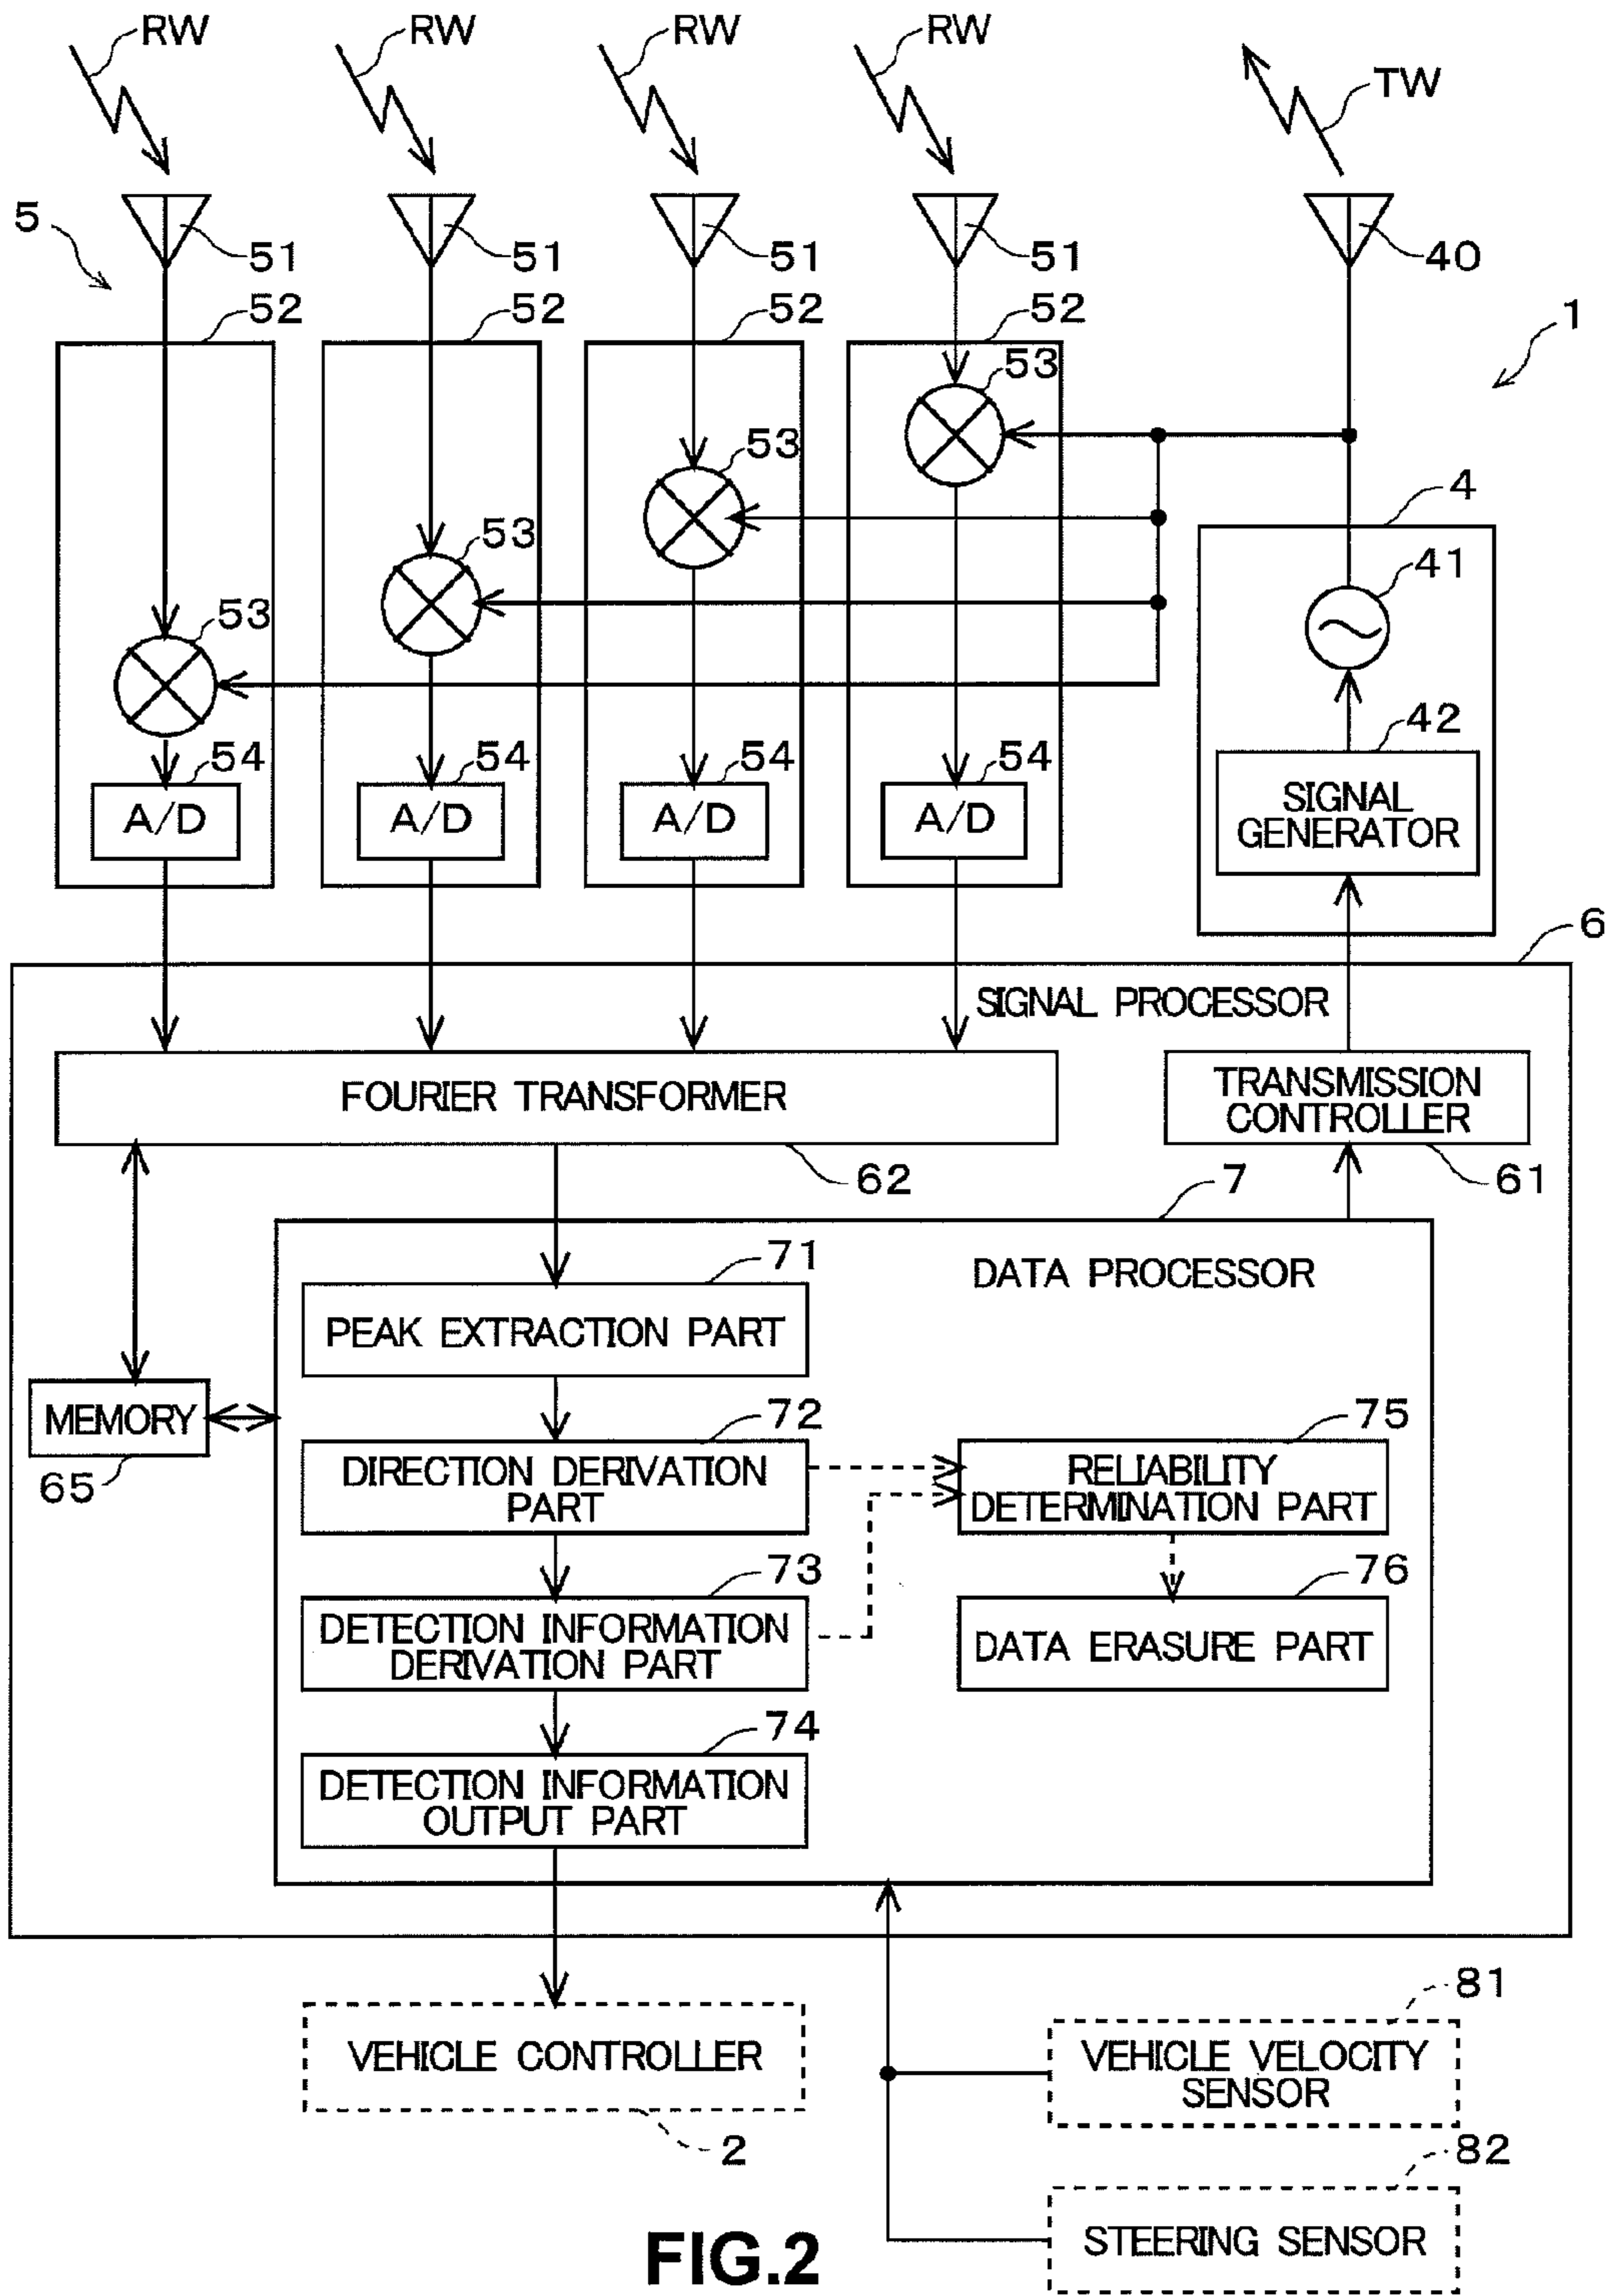 RW RW RW RW TW
5 51 51 51 51 40
52 52 52 52 1
53
53
53
53
4
41
42
54 54 54 54
A/D A/D A/D A/D
SIGNAL
GENERATOR
6
SIGNAL PROCESSOR
FOURIER TRANSFORMER
TRANSMISSION
CONTROLLER
62 7 61
71
DATA PROCESSOR
PEAK EXTRACTION PART
MEMORY
65
72 75
DIRECTION DERIVATION
PART
RELIABILITY
DETERMINATION PART
73 76
DETECTION INFORMATION
DERIVATION PART
DATA ERASURE PART
74
DETECTION INFORMATION
OUTPUT PART
VEHICLE CONTROLLER
2
81
VEHICLE VELOCITY
SENSOR
82
STEERING SENSOR
FIG.2